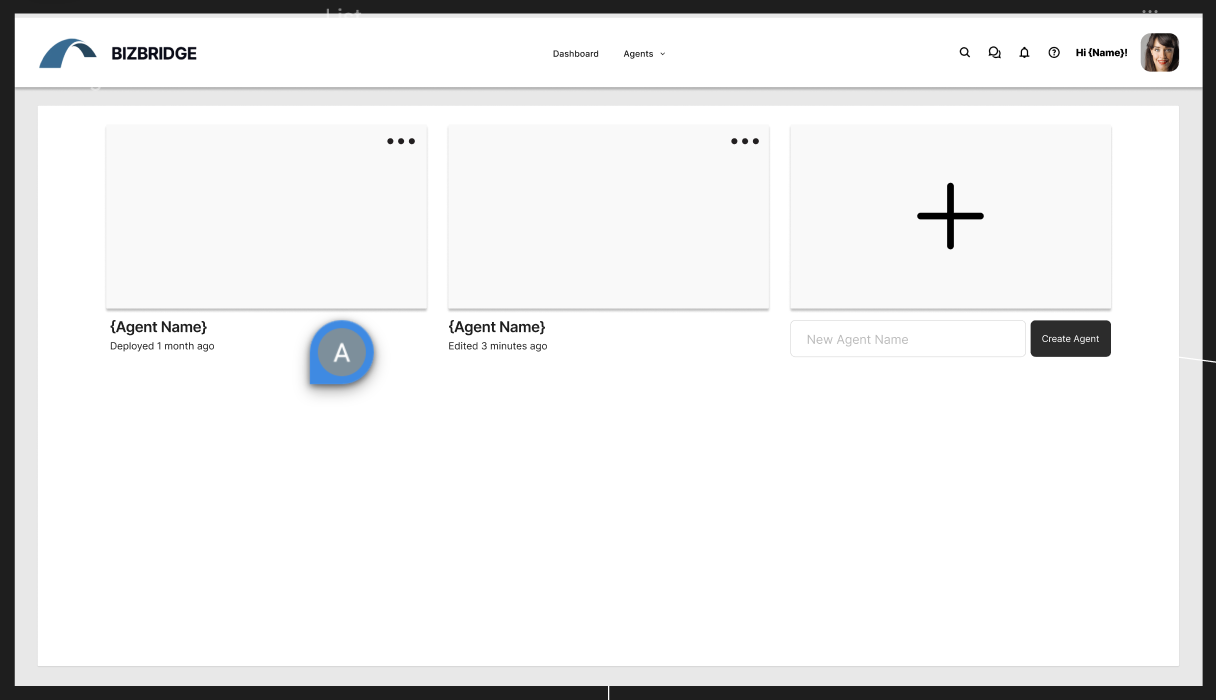 BIZBRIDGE
Dashboard
Agents
Hi {Name}!
{Agent Name}
Deployed 1 month ago
A
{Agent Name}
Edited 3 minutes ago
New Agent Name
Create Agent